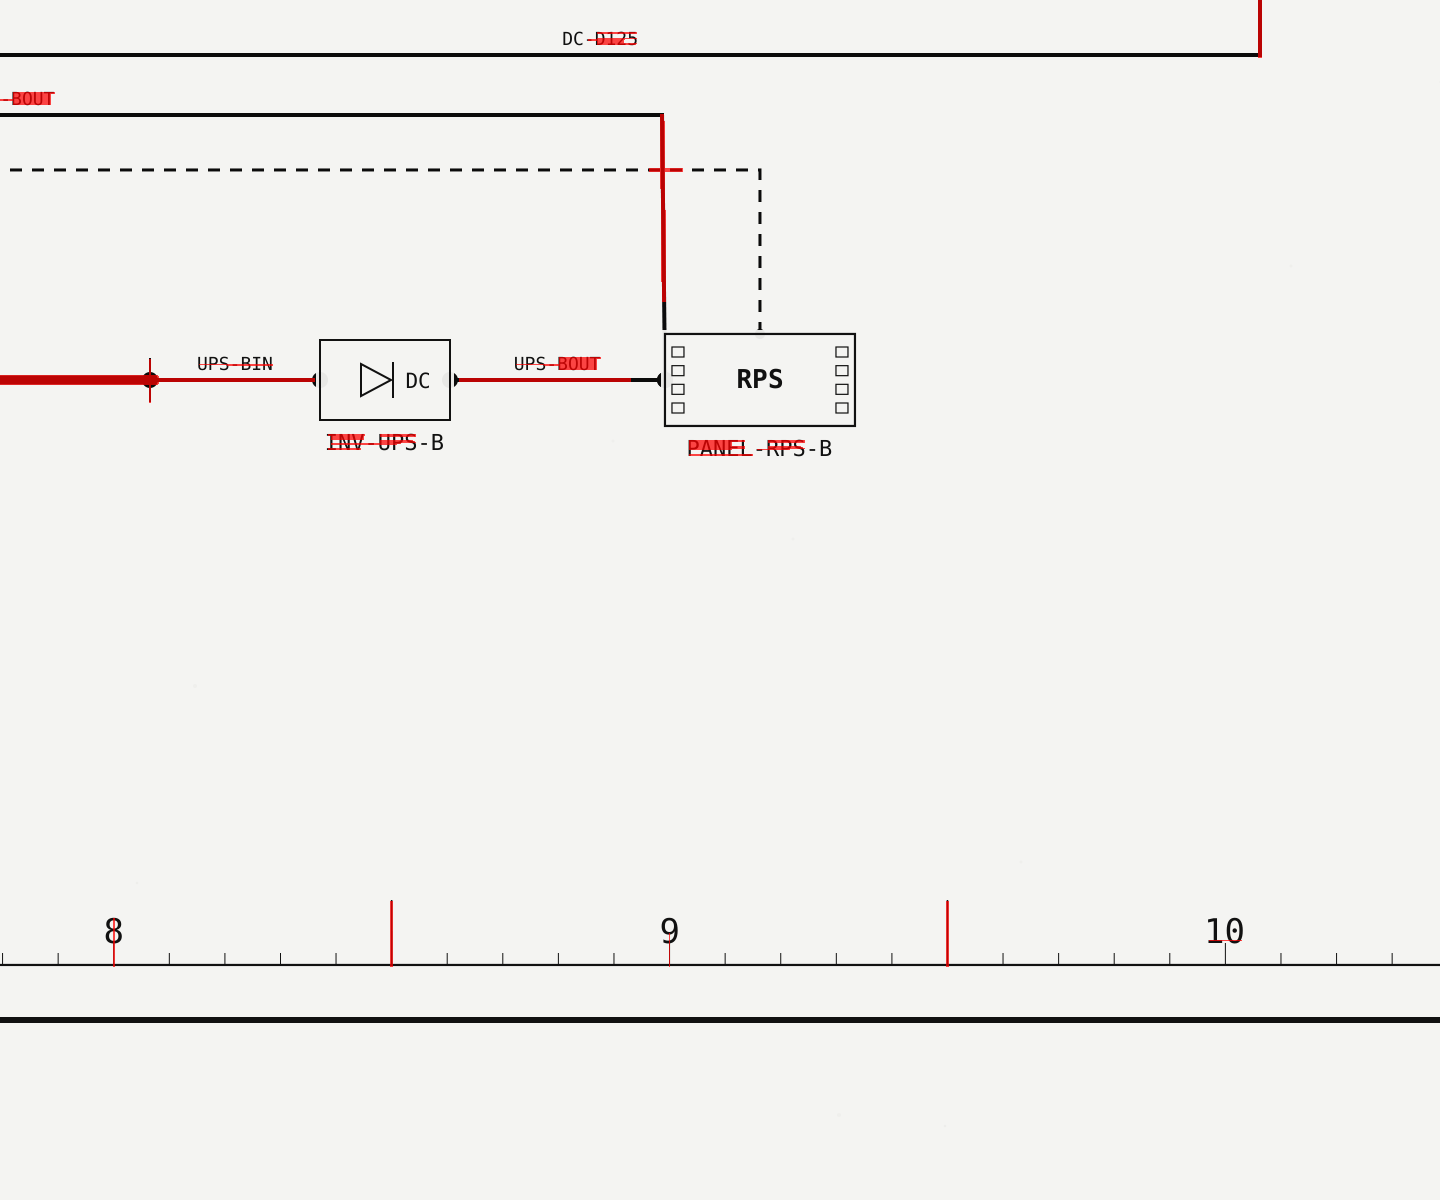 DC-D125
-BOUT
UPS-BIN
UPS-BOUT
DC
RPS
INV-UPS-B
PANEL-RPS-B
8
9
10